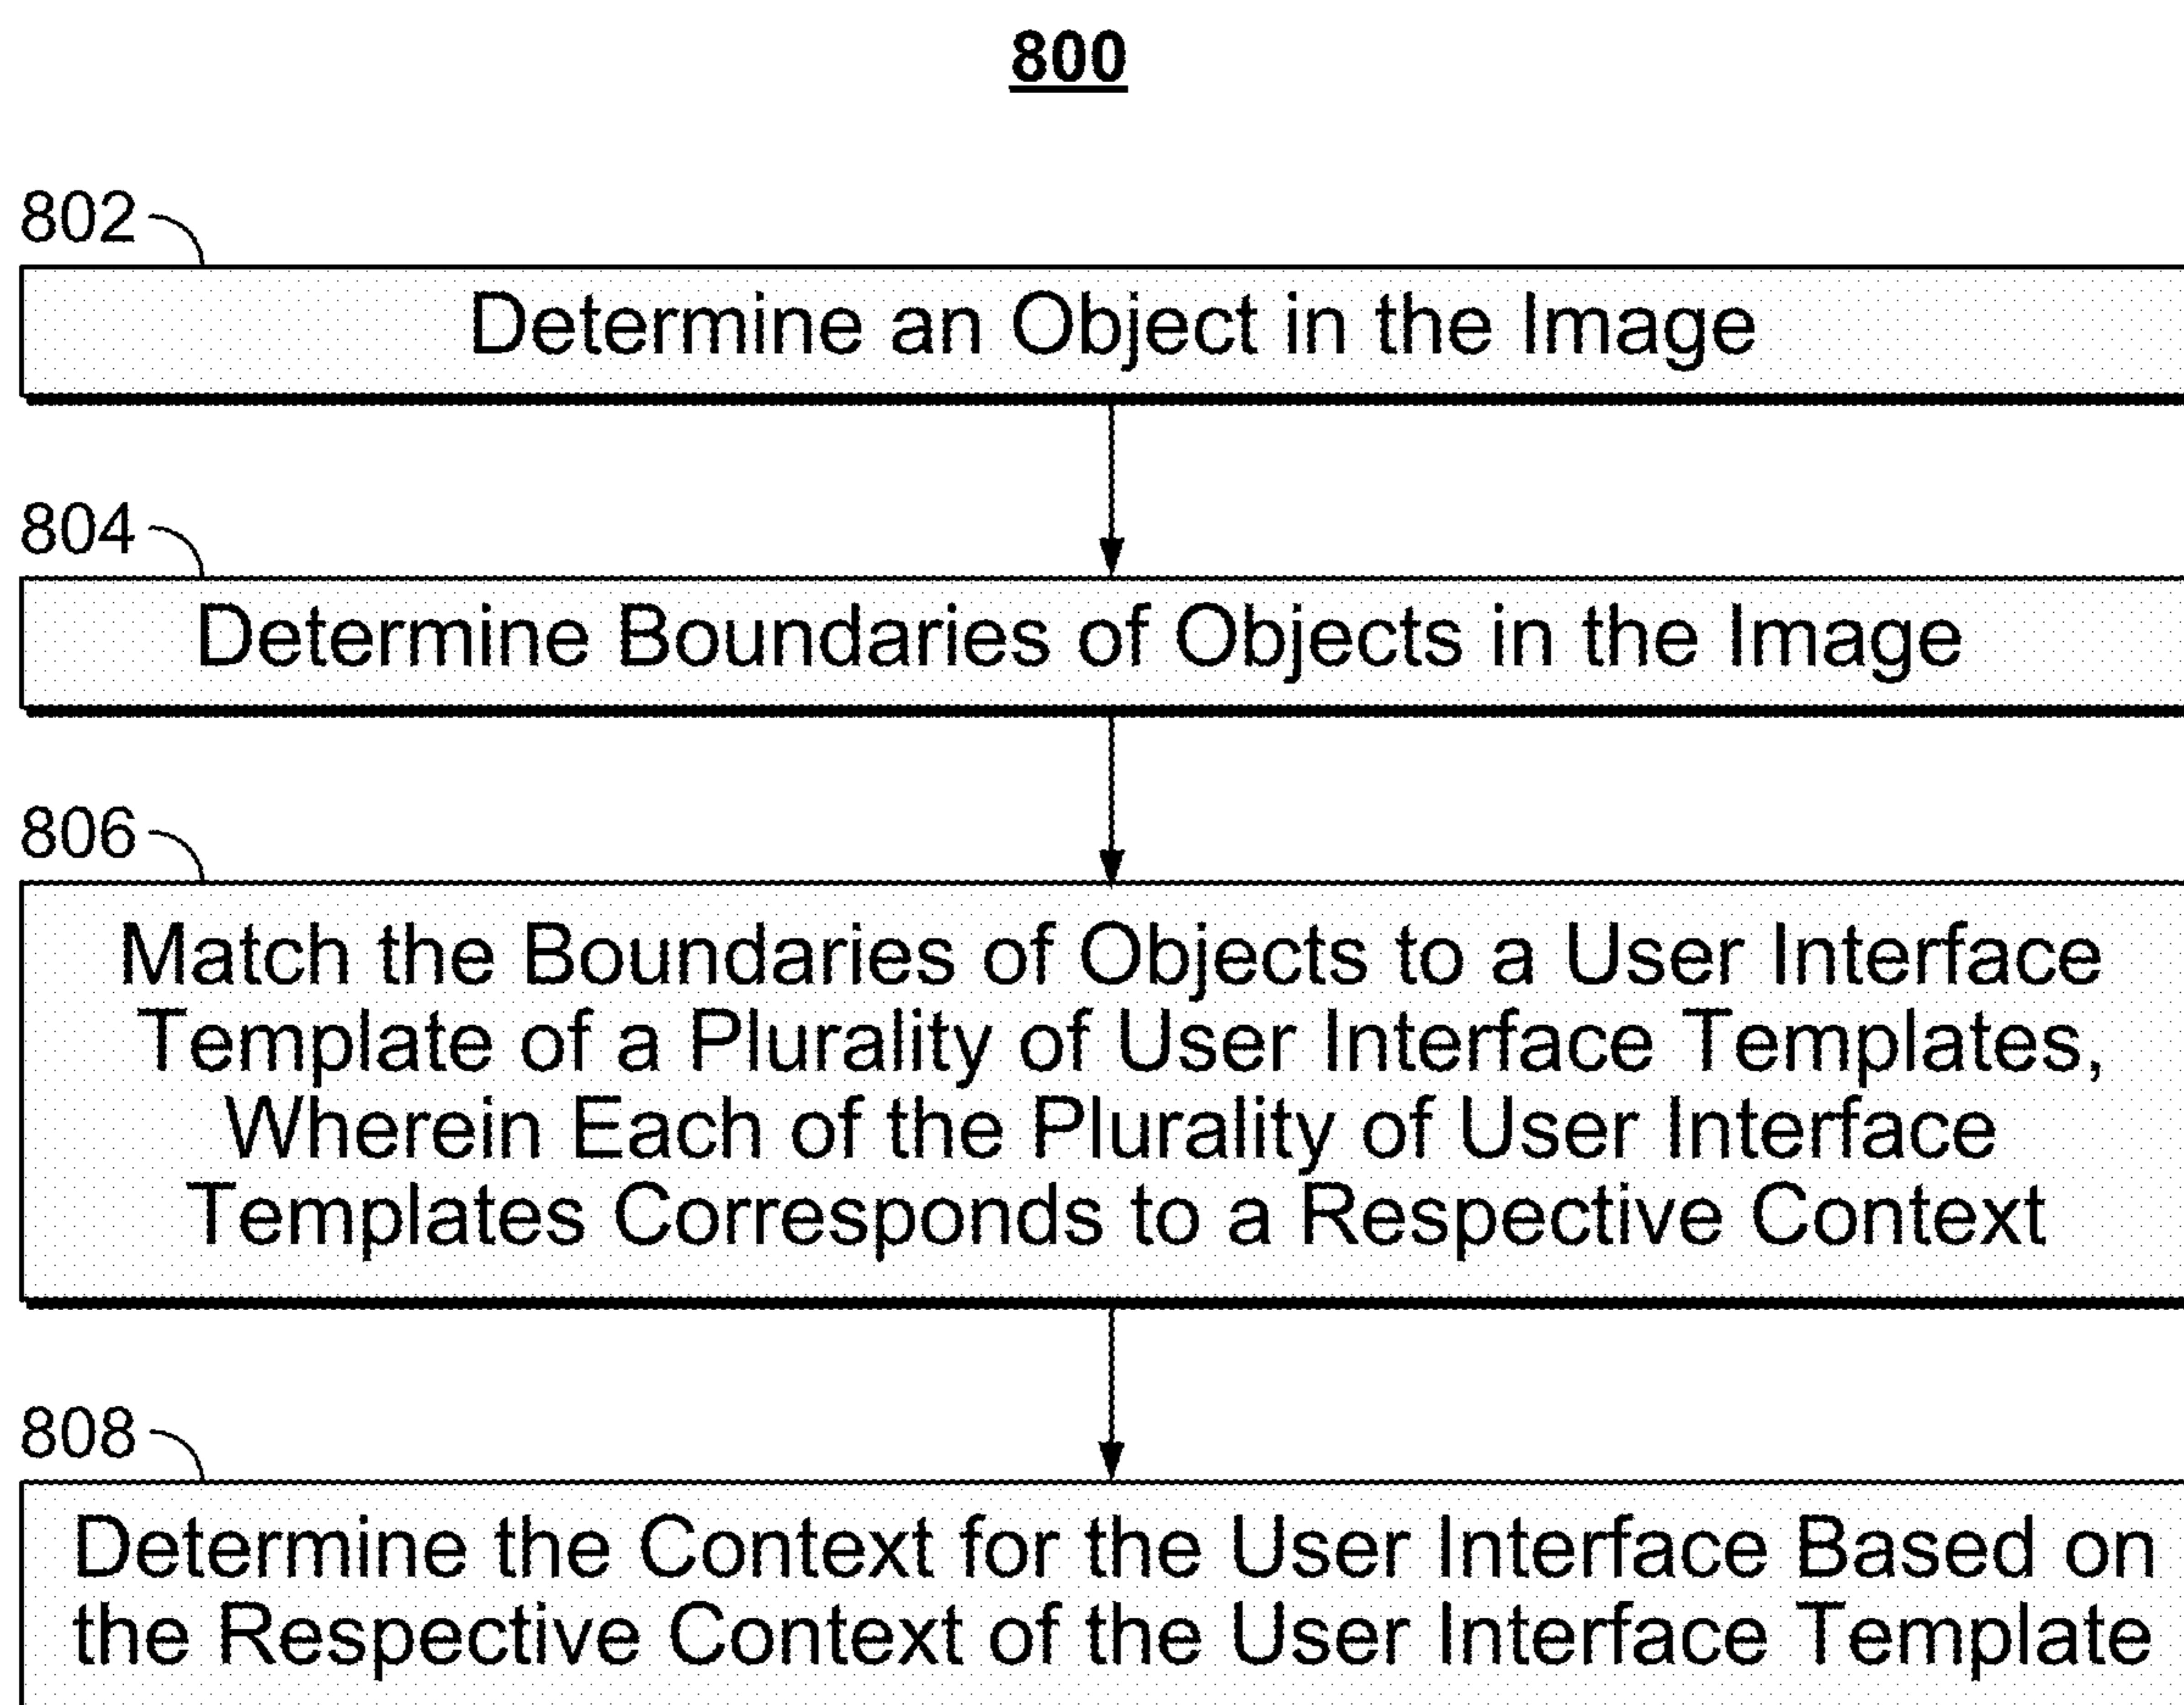 800
802
Determine an Object in the Image
804
Determine Boundaries of Objects in the Image
806
Match the Boundaries of Objects to a User Interface
Template of a Plurality of User Interface Templates,
Wherein Each of the Plurality of User Interface
Templates Corresponds to a Respective Context
808
Determine the Context for the User Interface Based on
the Respective Context of the User Interface Template